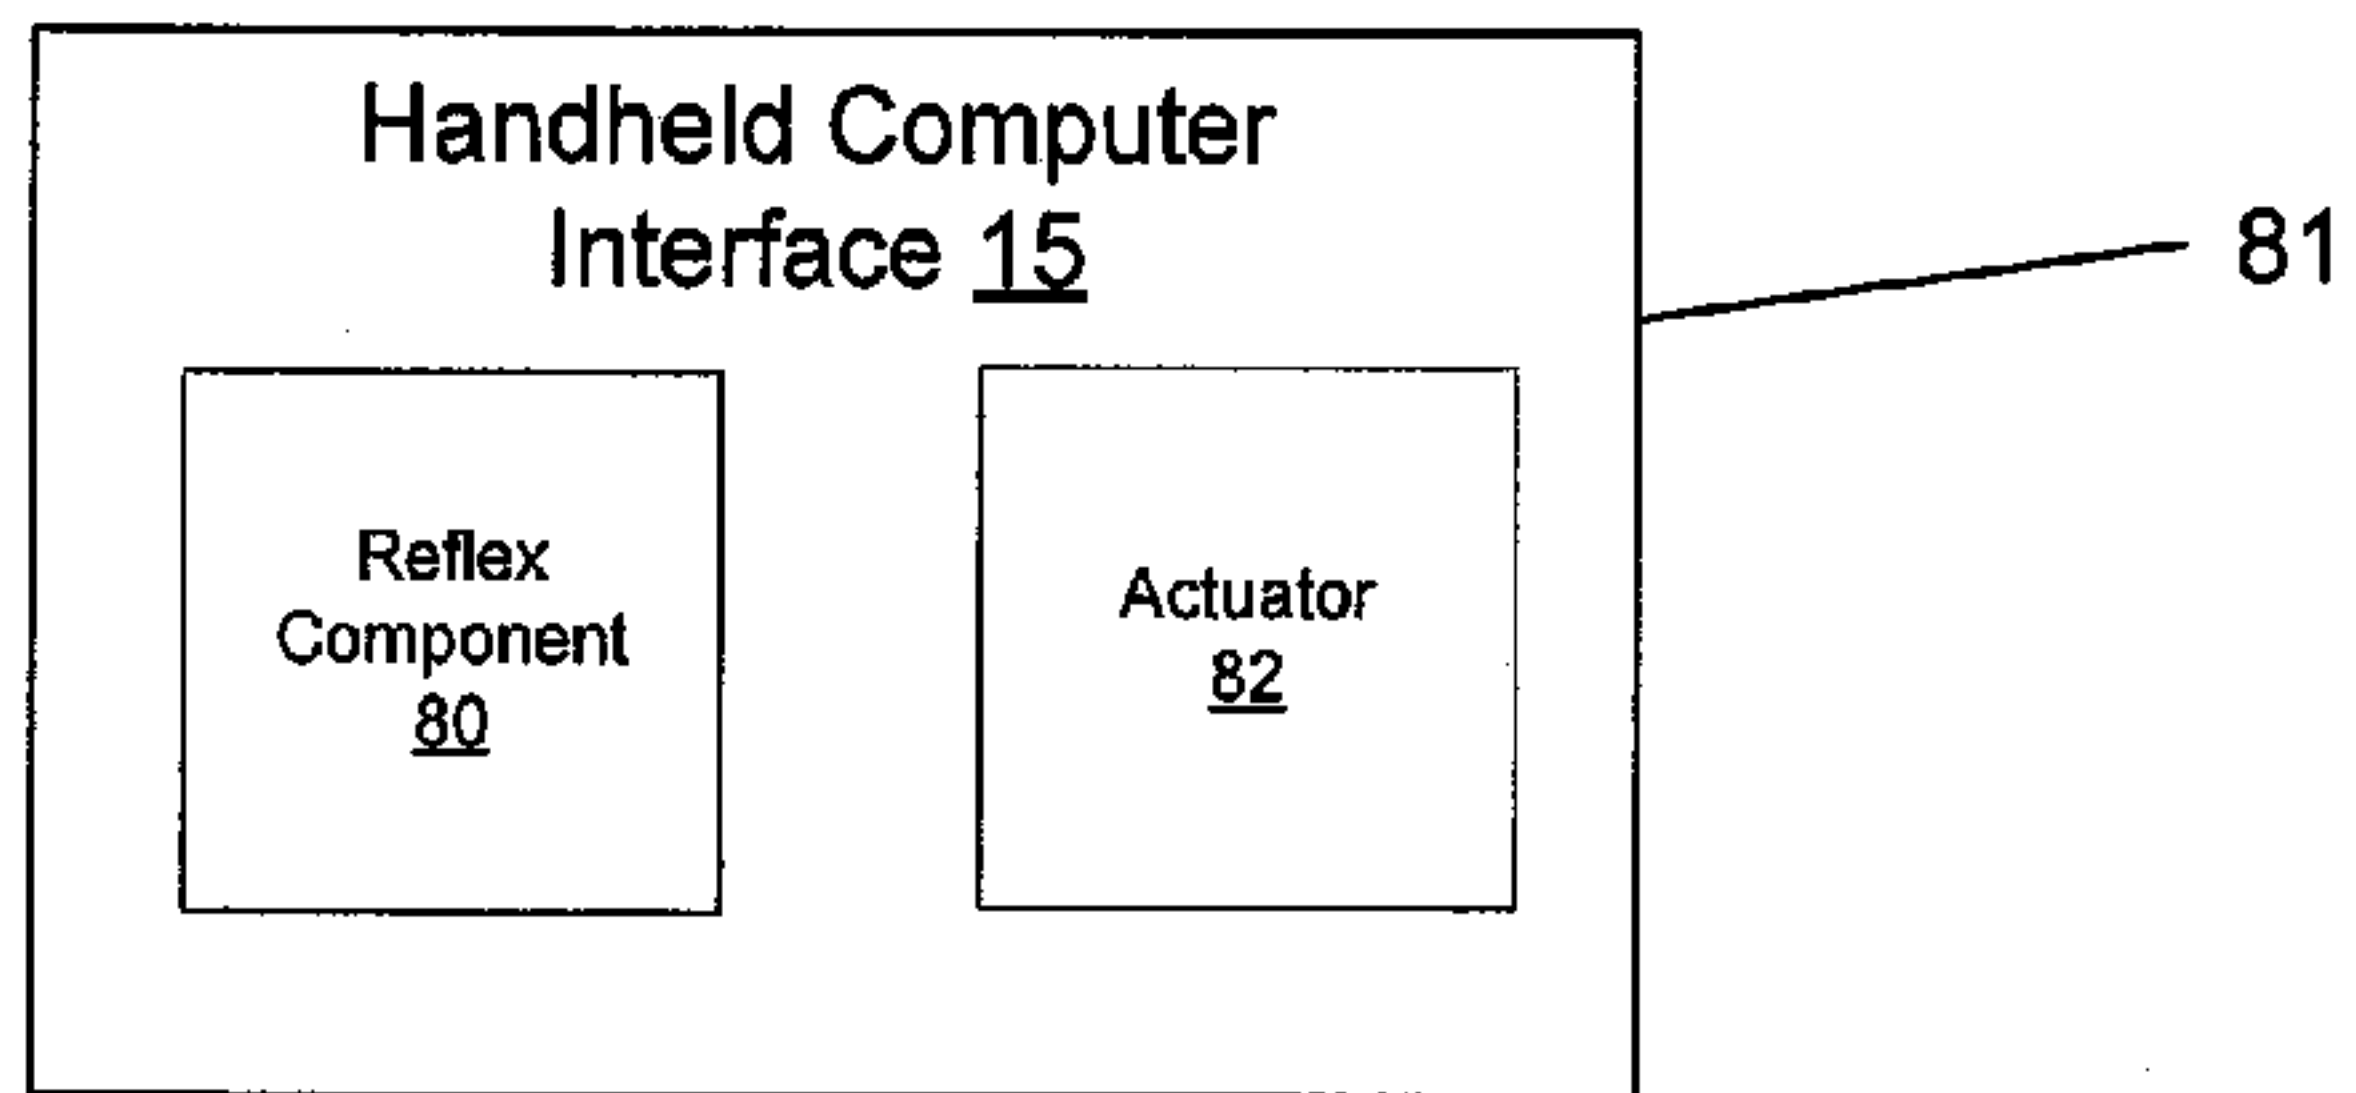 Handheld Computer
Interface 15
81
Reflex
Component
80
Actuator
82